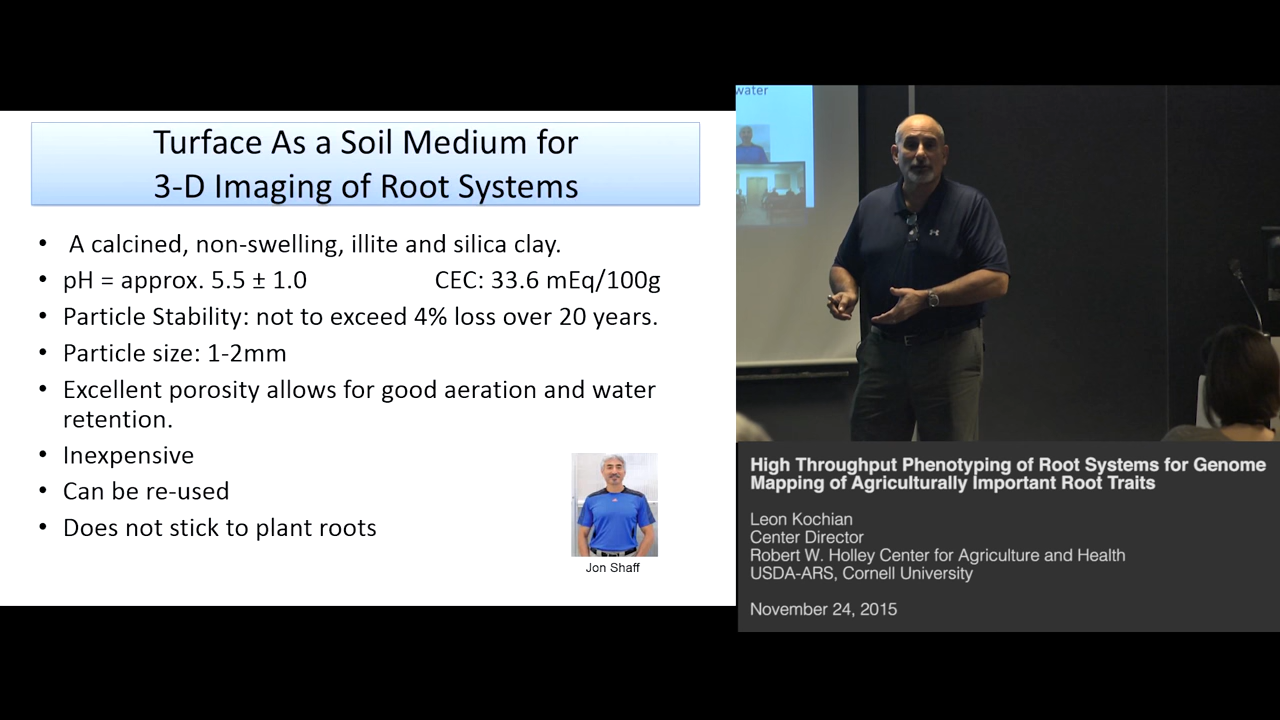 Turface As a Soil Medium for
3-D Imaging of Root Systems
• A calcined, non-swelling, illite and silica clay.
• pH = approx. 5.5 ± 1.0 CEC: 33.6 mEq/100g
• Particle Stability: not to exceed 4% loss over 20 years.
• Particle size: 1-2mm
• Excellent porosity allows for good aeration and water
retention.
• Inexpensive
• Can be re-used
• Does not stick to plant roots
Jon Shaff
water
High Throughput Phenotyping of Root Systems for Genome
Mapping of Agriculturally Important Root Traits
Leon Kochian
Center Director
Robert W. Holley Center for Agriculture and Health
USDA-ARS, Cornell University
November 24, 2015